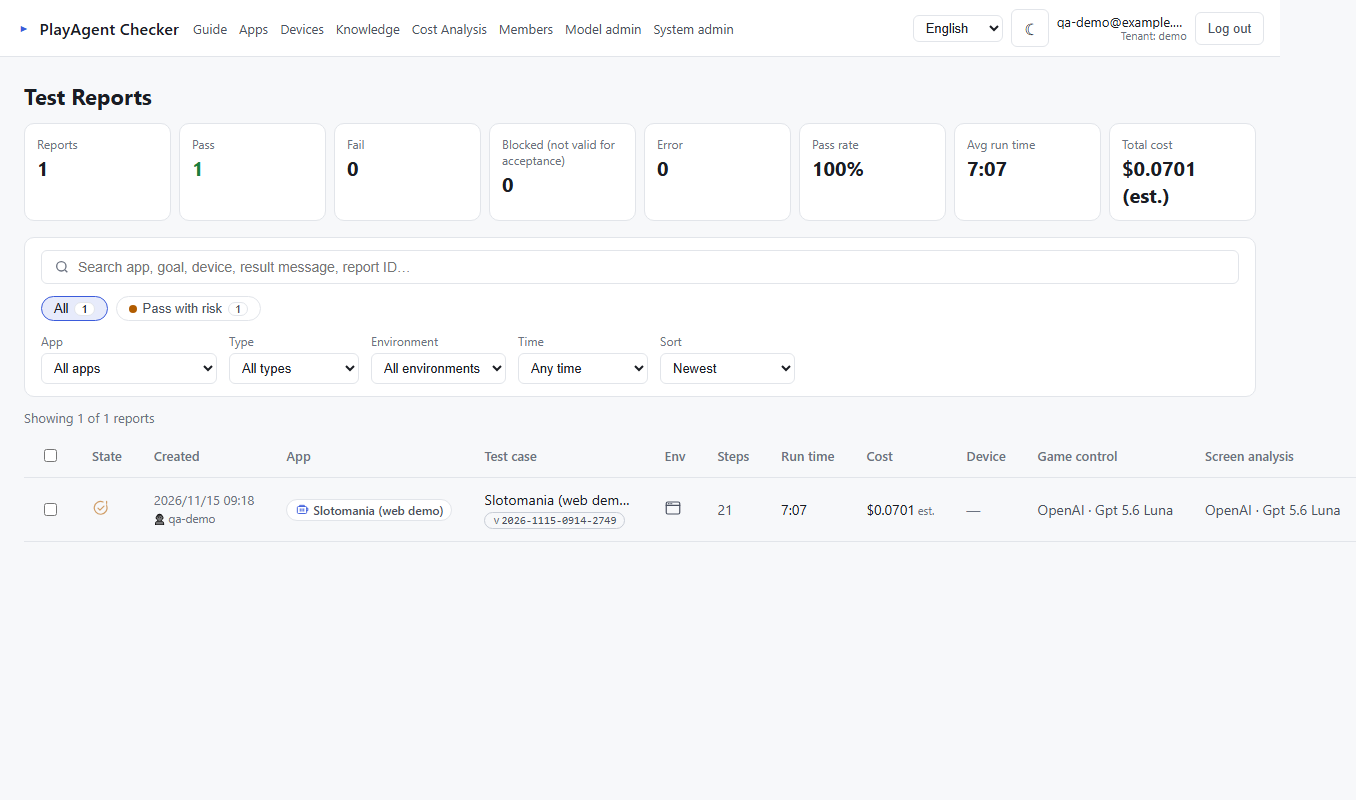 PlayAgent Checker Guide Apps Devices Knowledge Cost Analysis Members Model admin System admin English qa-demo@example.... Log out
Tenant: demo
Test Reports
Reports Pass Fail Blocked (not valid for acceptance) Error Pass rate Avg run time Total cost
1 1 0 0 0 100% 7:07 $0.0701 (est.)
Search app, goal, device, result message, report ID…
All 1 Pass with risk 1
App Type Environment Time Sort
All apps All types All environments Any time Newest
Showing 1 of 1 reports
State Created App Test case Env Steps Run time Cost Device Game control Screen analysis
2026/11/15 09:18 Slotomania (web demo) Slotomania (web dem... 21 7:07 $0.0701 est. — OpenAI · Gpt 5.6 Luna OpenAI · Gpt 5.6 Luna
qa-demo v 2026-1115-0914-2749